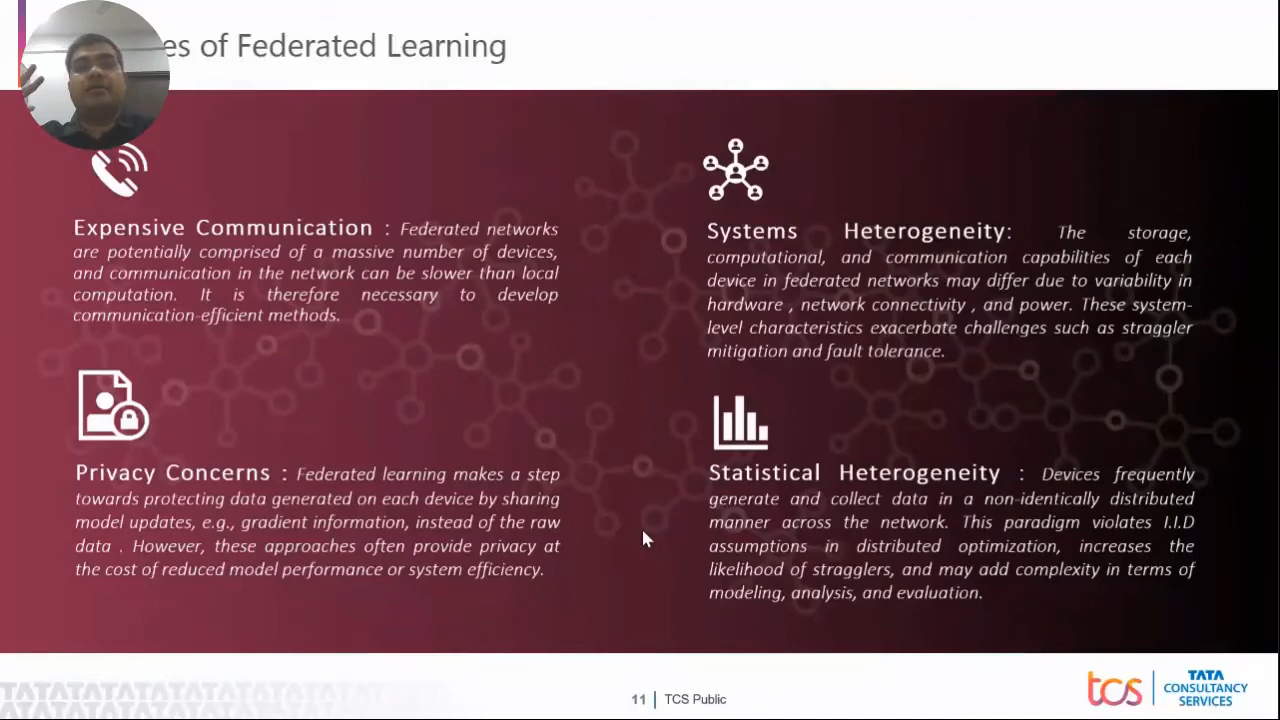 es of Federated Learning
Expensive Communication : Federated networks
are potentially comprised of a massive number of devices,
and communication in the network can be slower than local
computation. It is therefore necessary to develop
communication-efficient methods.
Systems Heterogeneity: The storage,
computational, and communication capabilities of each
device in federated networks may differ due to variability in
hardware , network connectivity , and power. These system-
level characteristics exacerbate challenges such as straggler
mitigation and fault tolerance.
Privacy Concerns : Federated learning makes a step
towards protecting data generated on each device by sharing
model updates, e.g., gradient information, instead of the raw
data . However, these approaches often provide privacy at
the cost of reduced model performance or system efficiency.
Statistical Heterogeneity : Devices frequently
generate and collect data in a non-identically distributed
manner across the network. This paradigm violates I.I.D
assumptions in distributed optimization, increases the
likelihood of stragglers, and may add complexity in terms of
modeling, analysis, and evaluation.
TATATATATATATATATATATATA
11 | TCS Public
tcs
TATA
CONSULTANCY
SERVICES